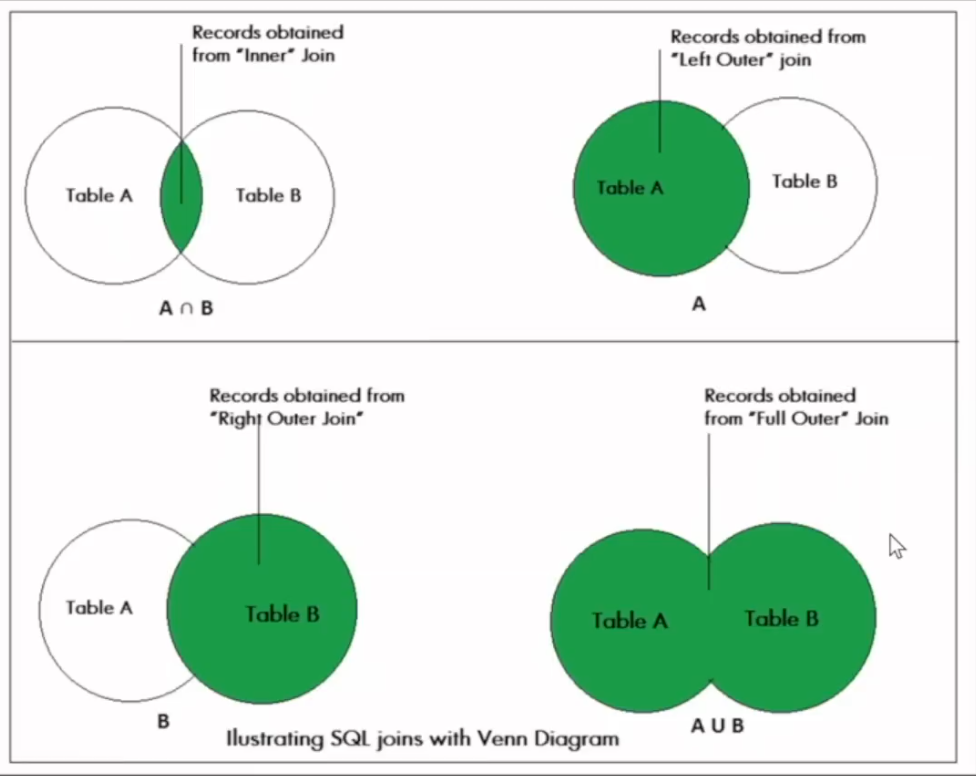 Records obtained
from "Inner" Join
Table A
Table B
A ∩ B
Records obtained from
"Left Outer" join
Table A
Table B
A
Records obtained from
"Right Outer Join"
Table A
Table B
B
Records obtained
from "Full Outer" Join
Table A
Table B
A U B
Ilustrating SQL joins with Venn Diagram